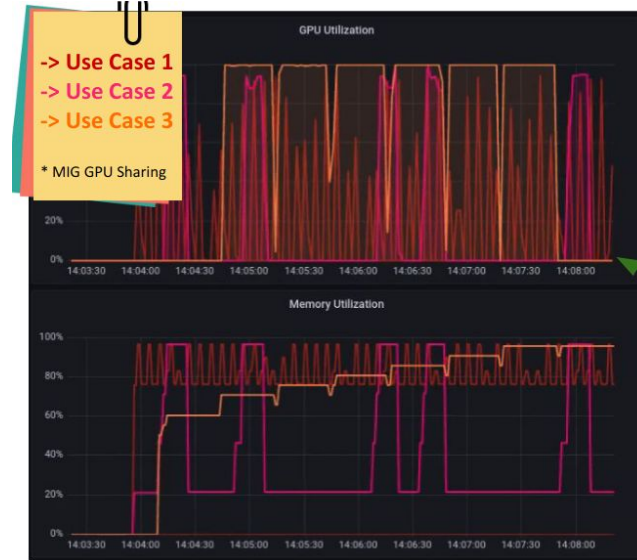 GPU Utilization
-> Use Case 1
-> Use Case 2
-> Use Case 3
* MIG GPU Sharing
20%
0%
14:03:30 14:04:00 14:04:30 14:05:00 14:05:30 14:06:00 14:06:30 14:07:00 14:07:30 14:08:00
Memory Utilization
100%
80%
60%
40%
20%
0%
14:03:30 14:04:00 14:04:30 14:05:00 14:05:30 14:06:00 14:06:30 14:07:00 14:07:30 14:08:00